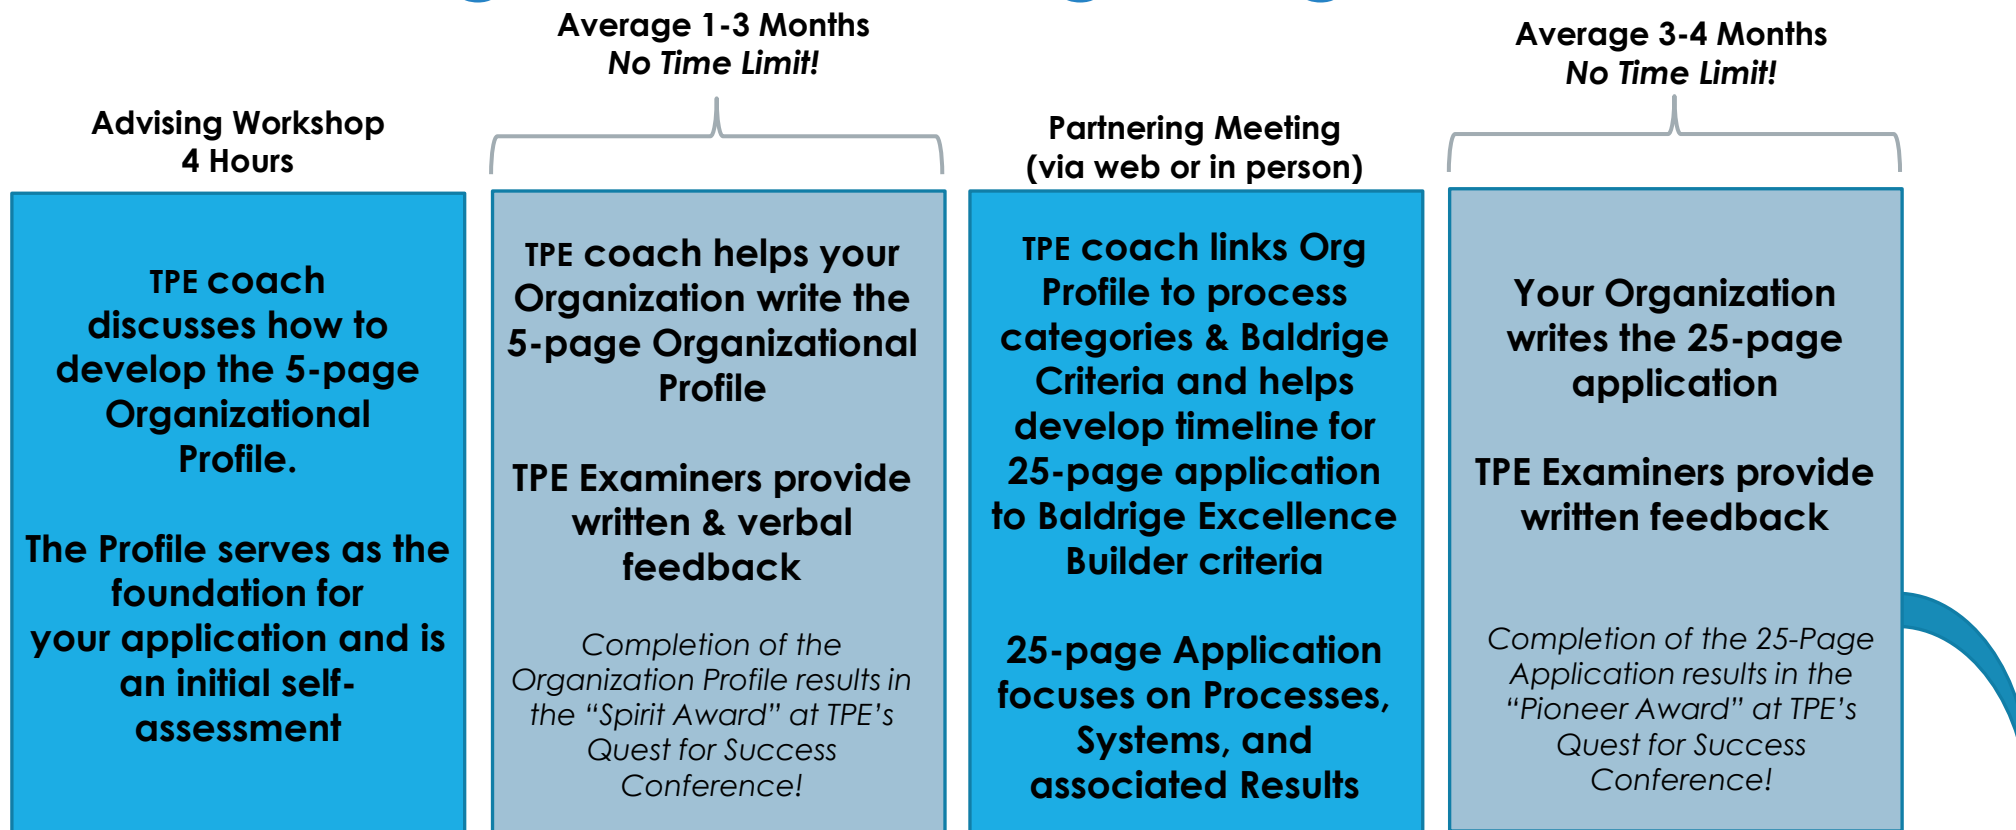 Advising Workshop
4 Hours
TPE coach
discusses how to
develop the 5-page
Organizational
Profile.
The Profile serves as the
foundation for
your application and is
an initial self-
assessment
Average 1-3 Months
No Time Limit!
TPE coach helps your
Organization write the
5-page Organizational
Profile
TPE Examiners provide
written & verbal
feedback
Completion of the
Organization Profile results in
the “Spirit Award” at TPE’s
Quest for Success
Conference!
Partnering Meeting
(via web or in person)
TPE coach links Org
Profile to process
categories & Baldrige
Criteria and helps
develop timeline for
25-page application
to Baldrige Excellence
Builder criteria
25-page Application
focuses on Processes,
Systems, and
associated Results
Average 3-4 Months
No Time Limit!
Your Organization
writes the 25-page
application
TPE Examiners provide
written feedback
Completion of the 25-Page
Application results in the
“Pioneer Award” at TPE’s
Quest for Success
Conference!